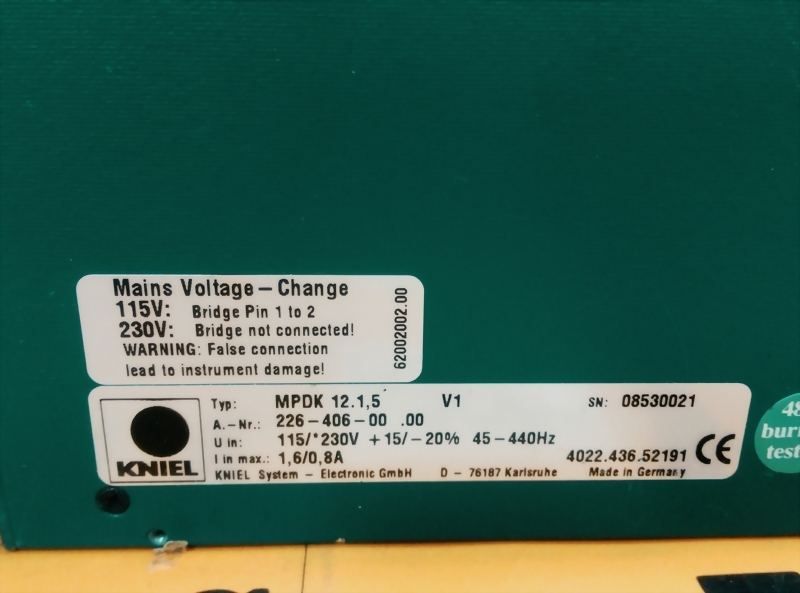 Mains Voltage – Change
115V: Bridge Pin 1 to 2
230V: Bridge not connected!
WARNING: False connection
lead to instrument damage!
62002002.00
KNIEL
Typ: MPDK 12.1,5 V1 SN: 08530021
A.-Nr.: 226-406-00 .00
U in: 115/*230V +15/-20% 45-440Hz
I in max.: 1,6/0,8A 4022.436.52191 CE
KNIEL System - Electronic GmbH D - 76187 Karlsruhe Made in Germany